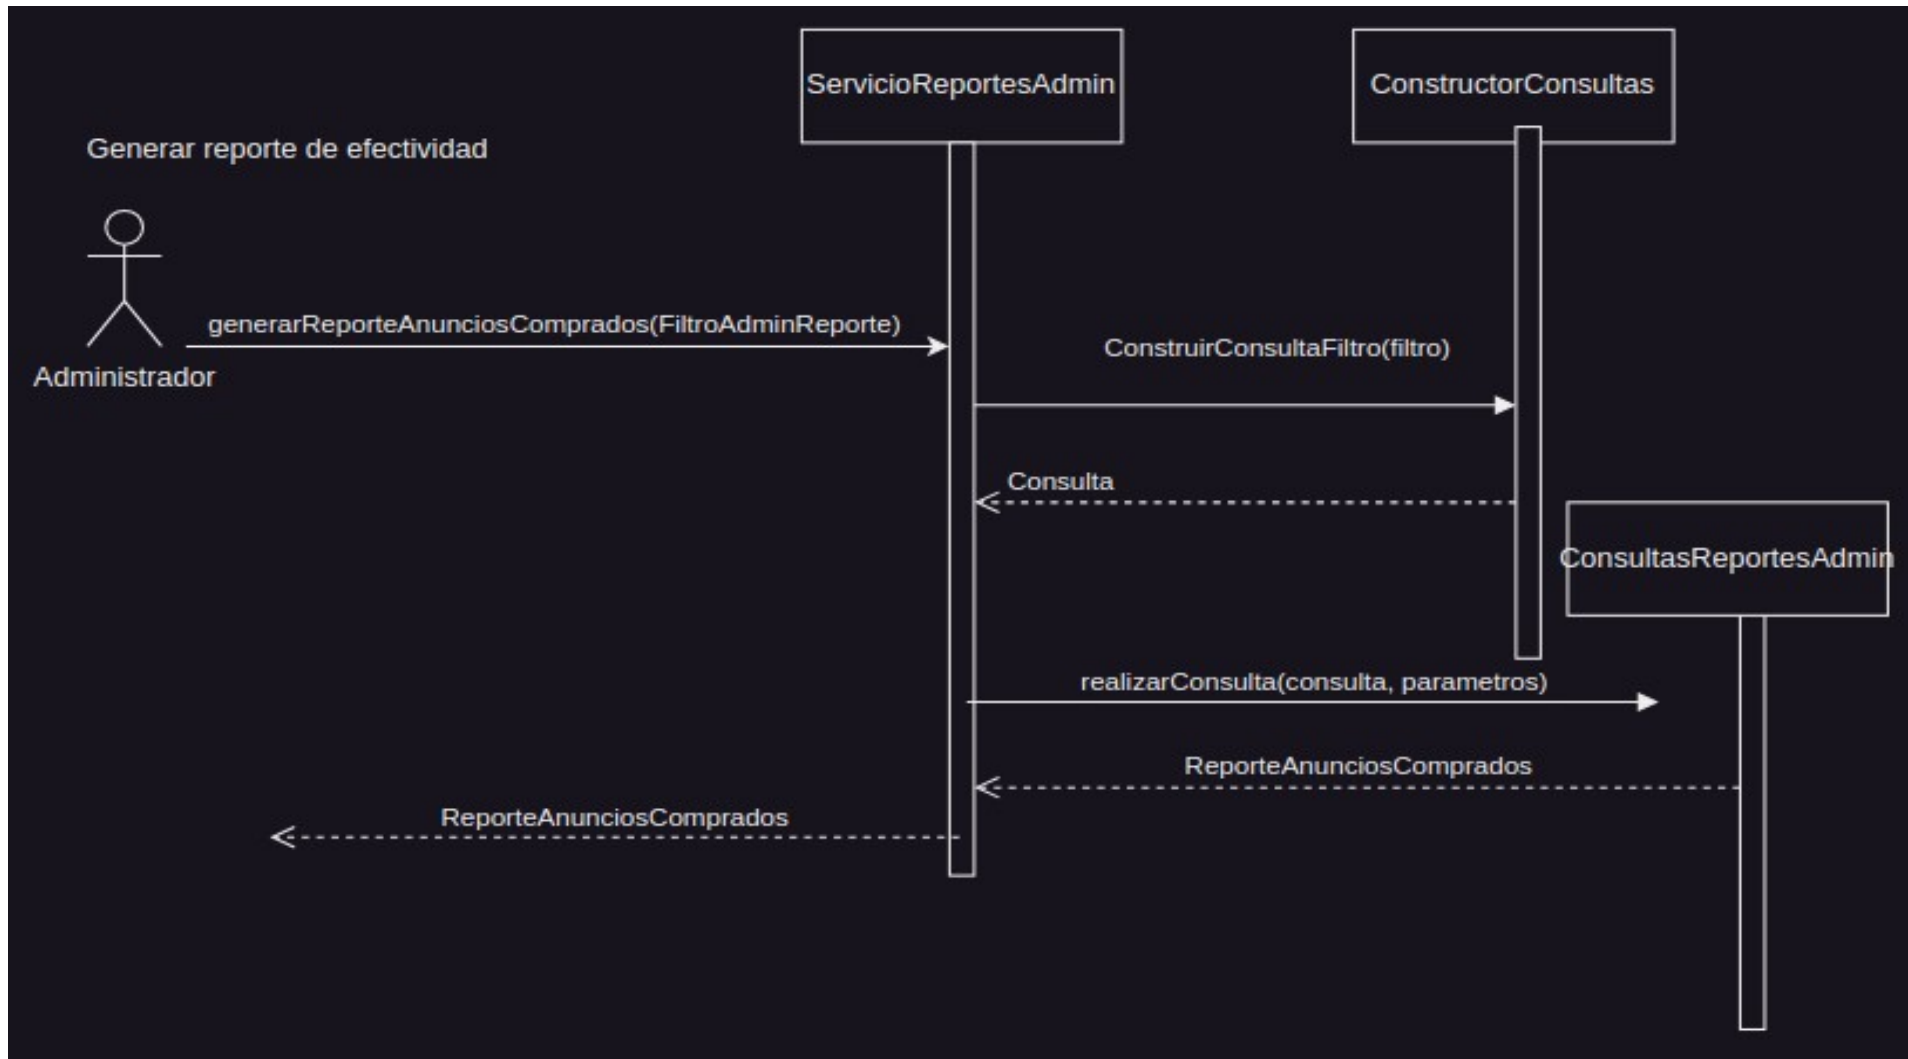 ServicioReportesAdmin
ConstructorConsultas
Generar reporte de efectividad
generarReporteAnunciosComprados(FiltroAdminReporte)
ConstruirConsultaFiltro(filtro)
Administrador
Consulta
ConsultasReportesAdmin
realizarConsulta(consulta, parametros)
ReporteAnunciosComprados
ReporteAnunciosComprados